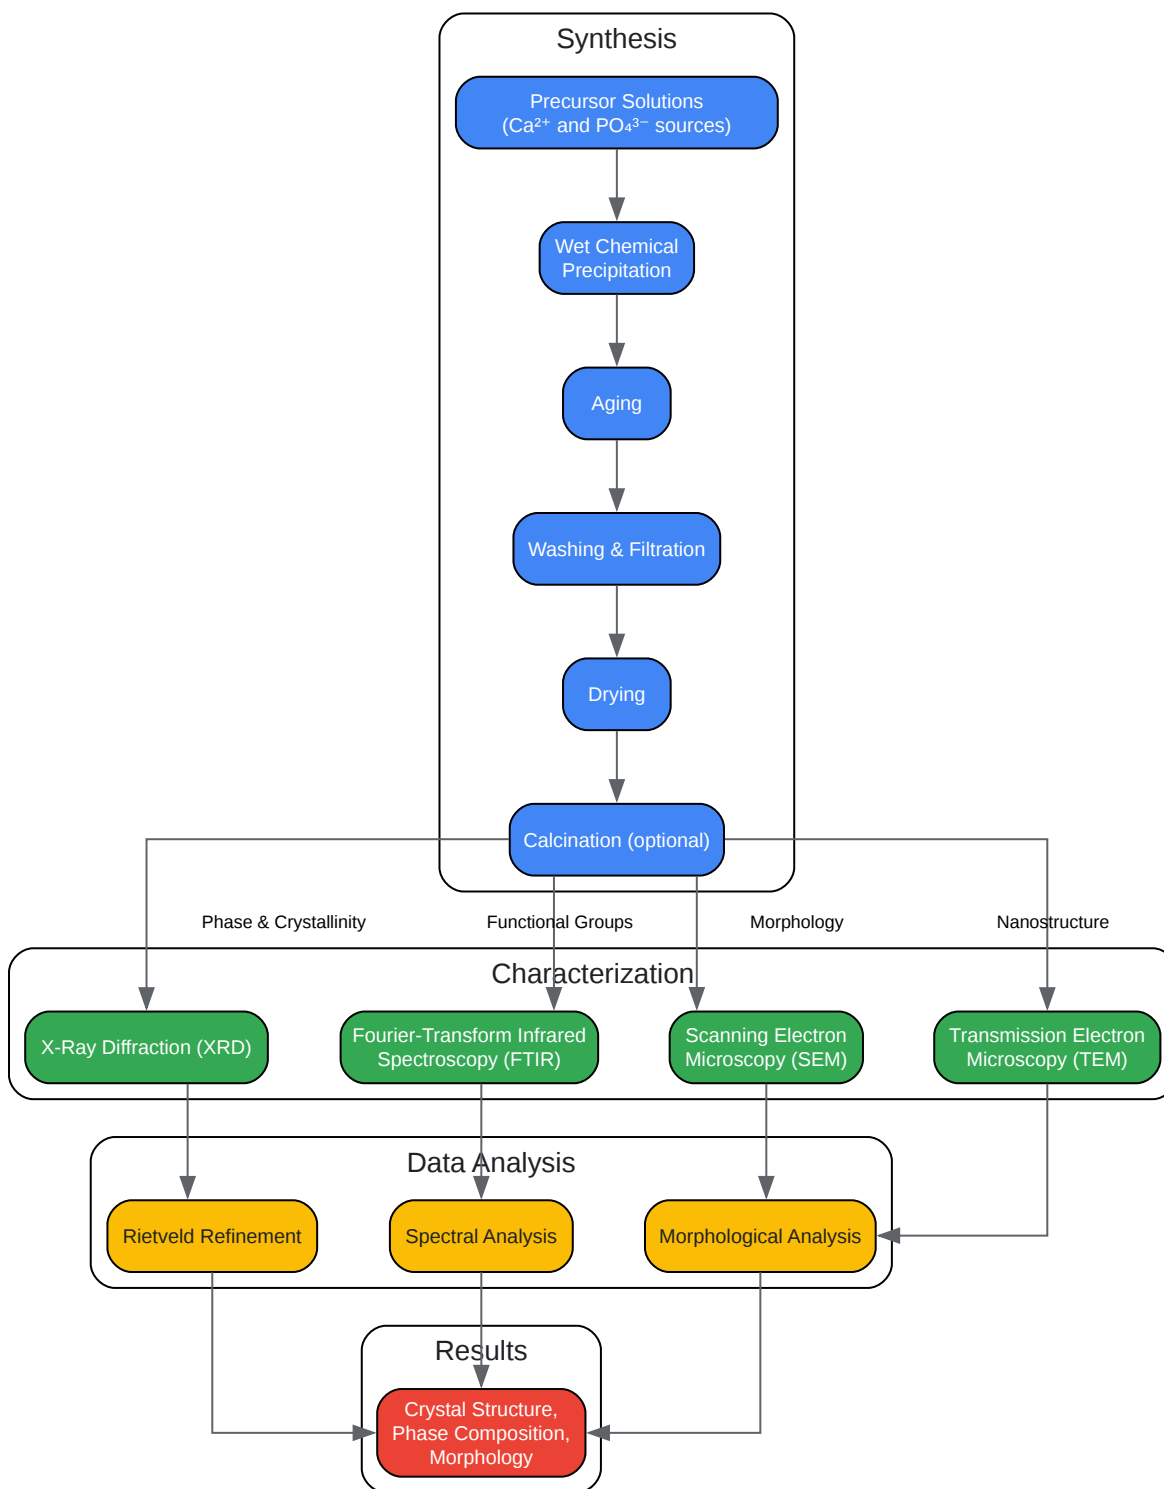 Synthesis
Precursor Solutions
(Ca²⁺ and PO₄³⁻ sources)
Wet Chemical
Precipitation
Aging
Washing & Filtration
Drying
Calcination (optional)
Phase & Crystallinity
Functional Groups
Morphology
Nanostructure
Characterization
X-Ray Diffraction (XRD)
Fourier-Transform Infrared
Spectroscopy (FTIR)
Scanning Electron
Microscopy (SEM)
Transmission Electron
Microscopy (TEM)
Data Analysis
Rietveld Refinement
Spectral Analysis
Morphological Analysis
Results
Crystal Structure,
Phase Composition,
Morphology